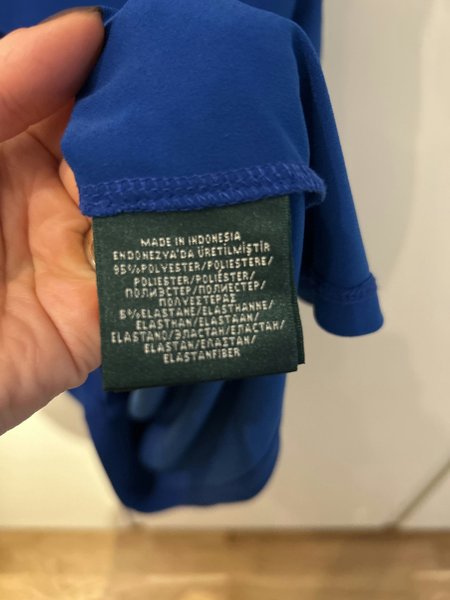 MADE IN INDONESIA
ENDONEZYA'DA ÜRETİLMİŞTİR
95%POLYESTER/POLIESTERE/
POLIESTER/POLIÉSTER/
ПОЛИЭСТЕР/ПОЛИЕСТЕР/
ΠΟΛΥΕΣΤΕΡΑΣ
5%ELASTANE/ELASTHANNE/
ELASTHAN/ELASTAAN/
ELASTANO/ЭЛАСТАН/ЕЛАСТАН/
ELASTAN/ΕΛΑΣΤΑΝ/
ELASTANFIBER